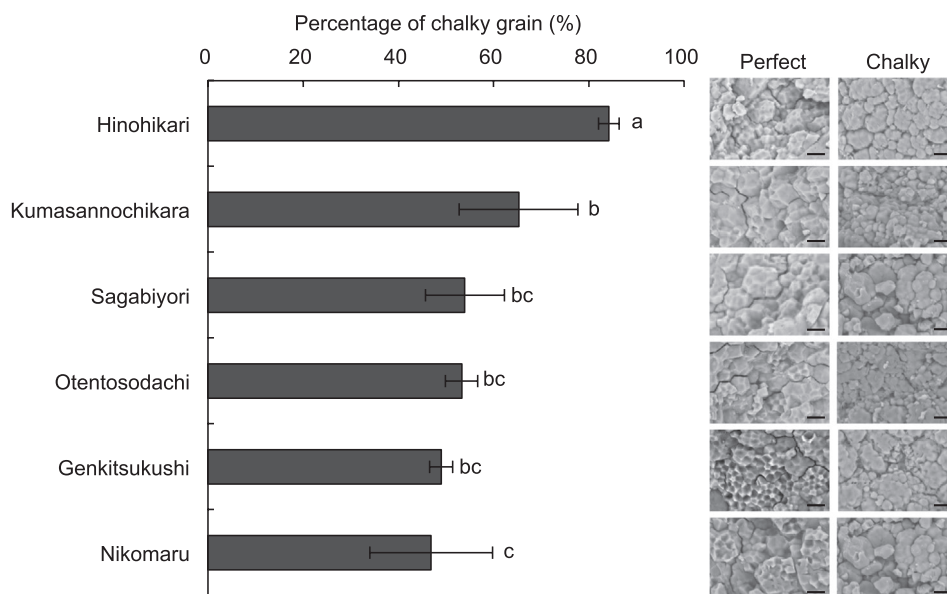 Percentage of chalky grain (%)
0 20 40 60 80 100
Perfect Chalky
Hinohikari a
Kumasannochikara b
Sagabiyori bc
Otentosodachi bc
Genkitsukushi bc
Nikomaru c